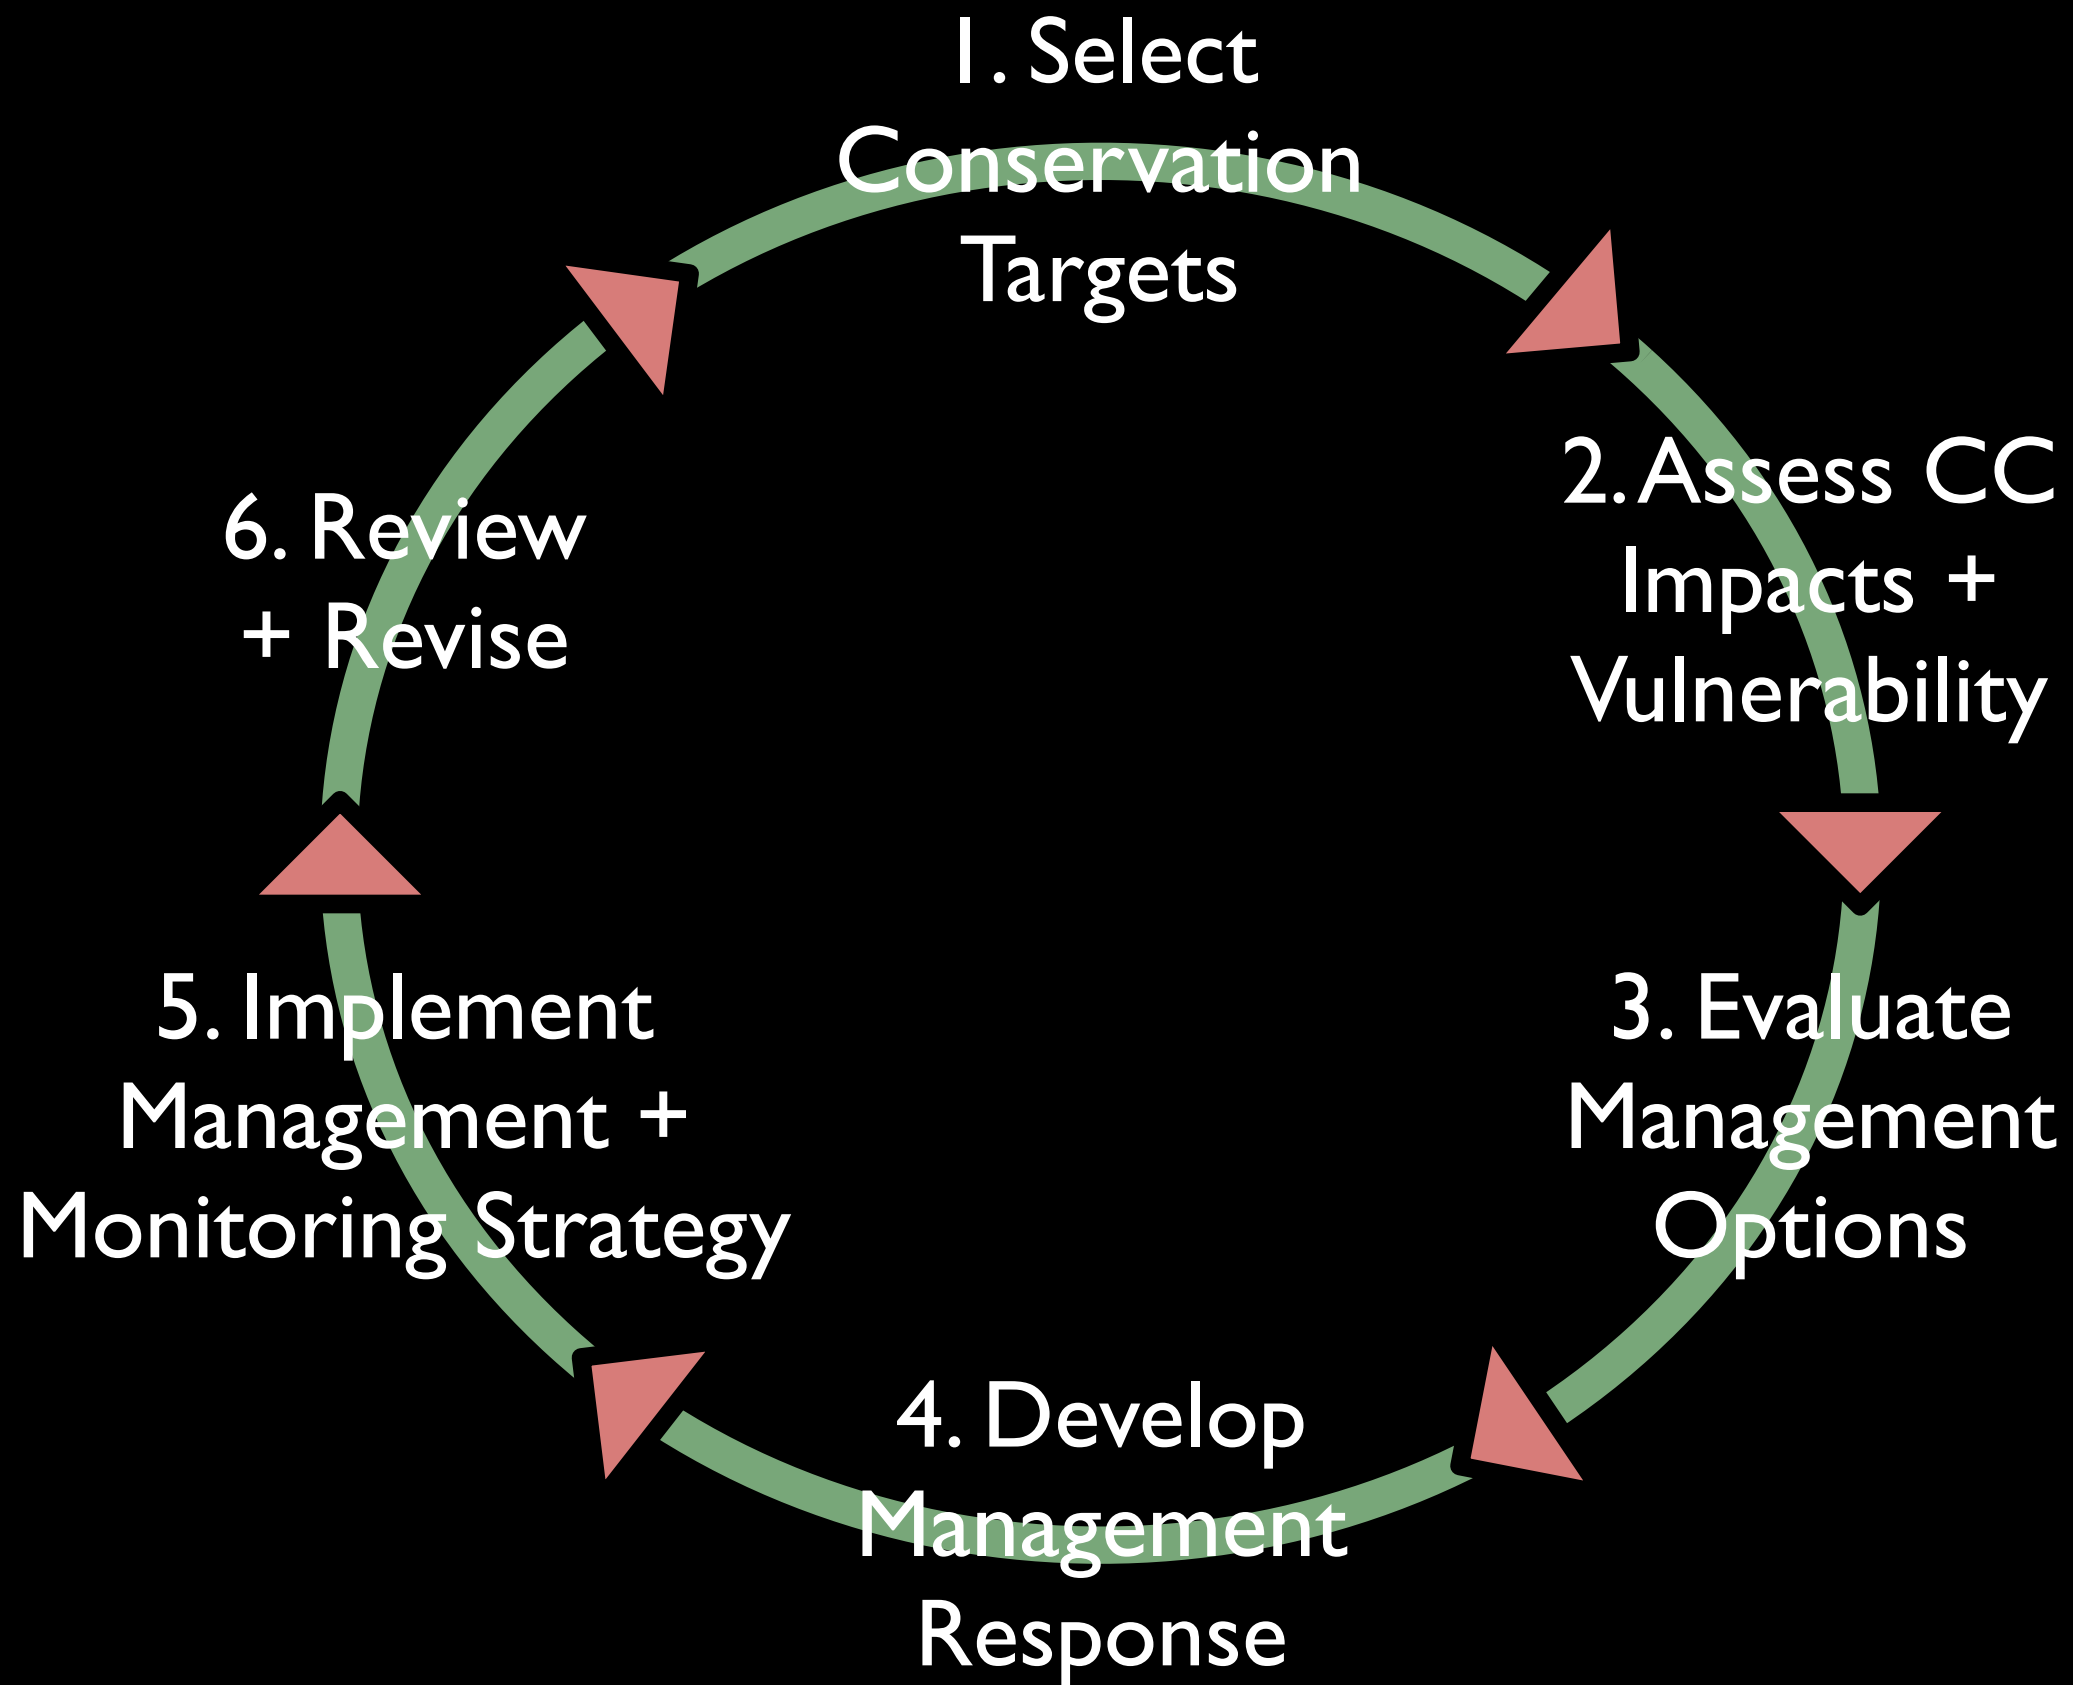 1. Select
Conservation
Targets
2. Assess CC
Impacts +
Vulnerability
3. Evaluate
Management
Options
4. Develop
Management
Response
5. Implement
Management +
Monitoring Strategy
6. Review
+ Revise